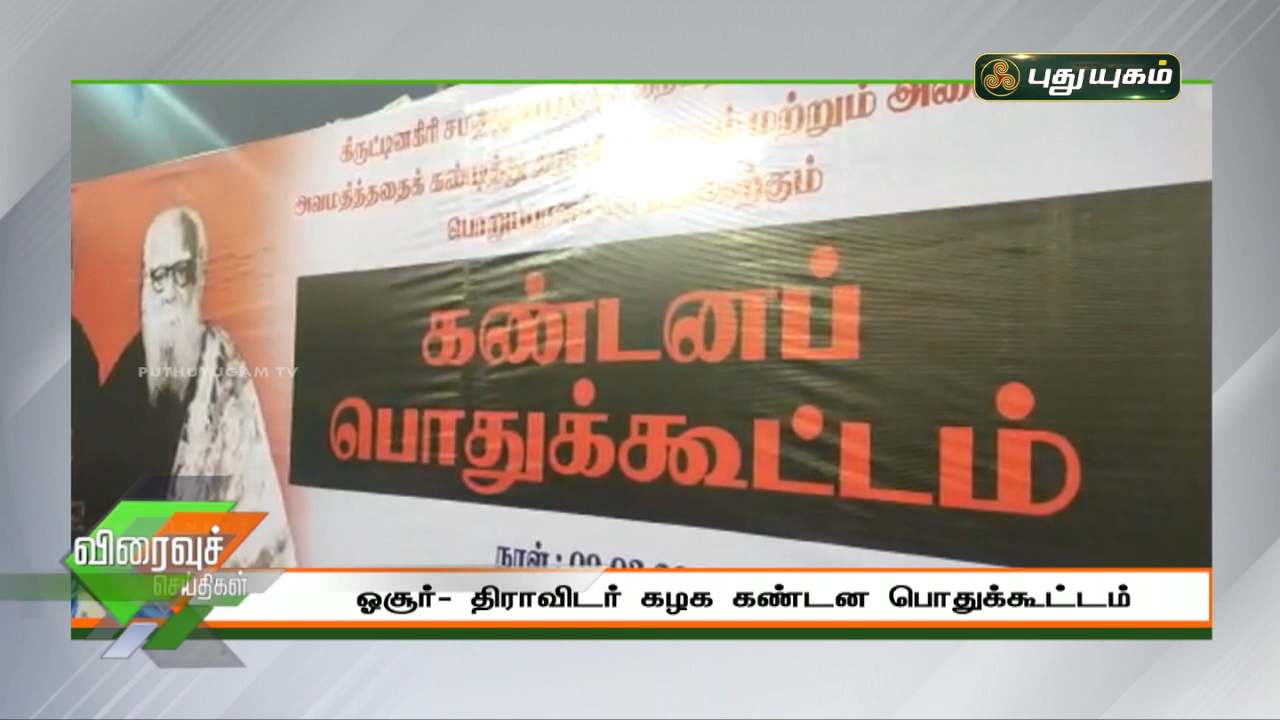 புதுயுகம்
கிருட்டினகிரி
மற்றும்
அவமதித்ததைக் கண்டித்து
கண்டனப்
பொதுக்கூட்டம்
நாள் :
PUTHUYUGAM TV
விரைவுச்
செய்திகள்
ஓசூர்- திராவிடர் கழக கண்டன பொதுக்கூட்டம்